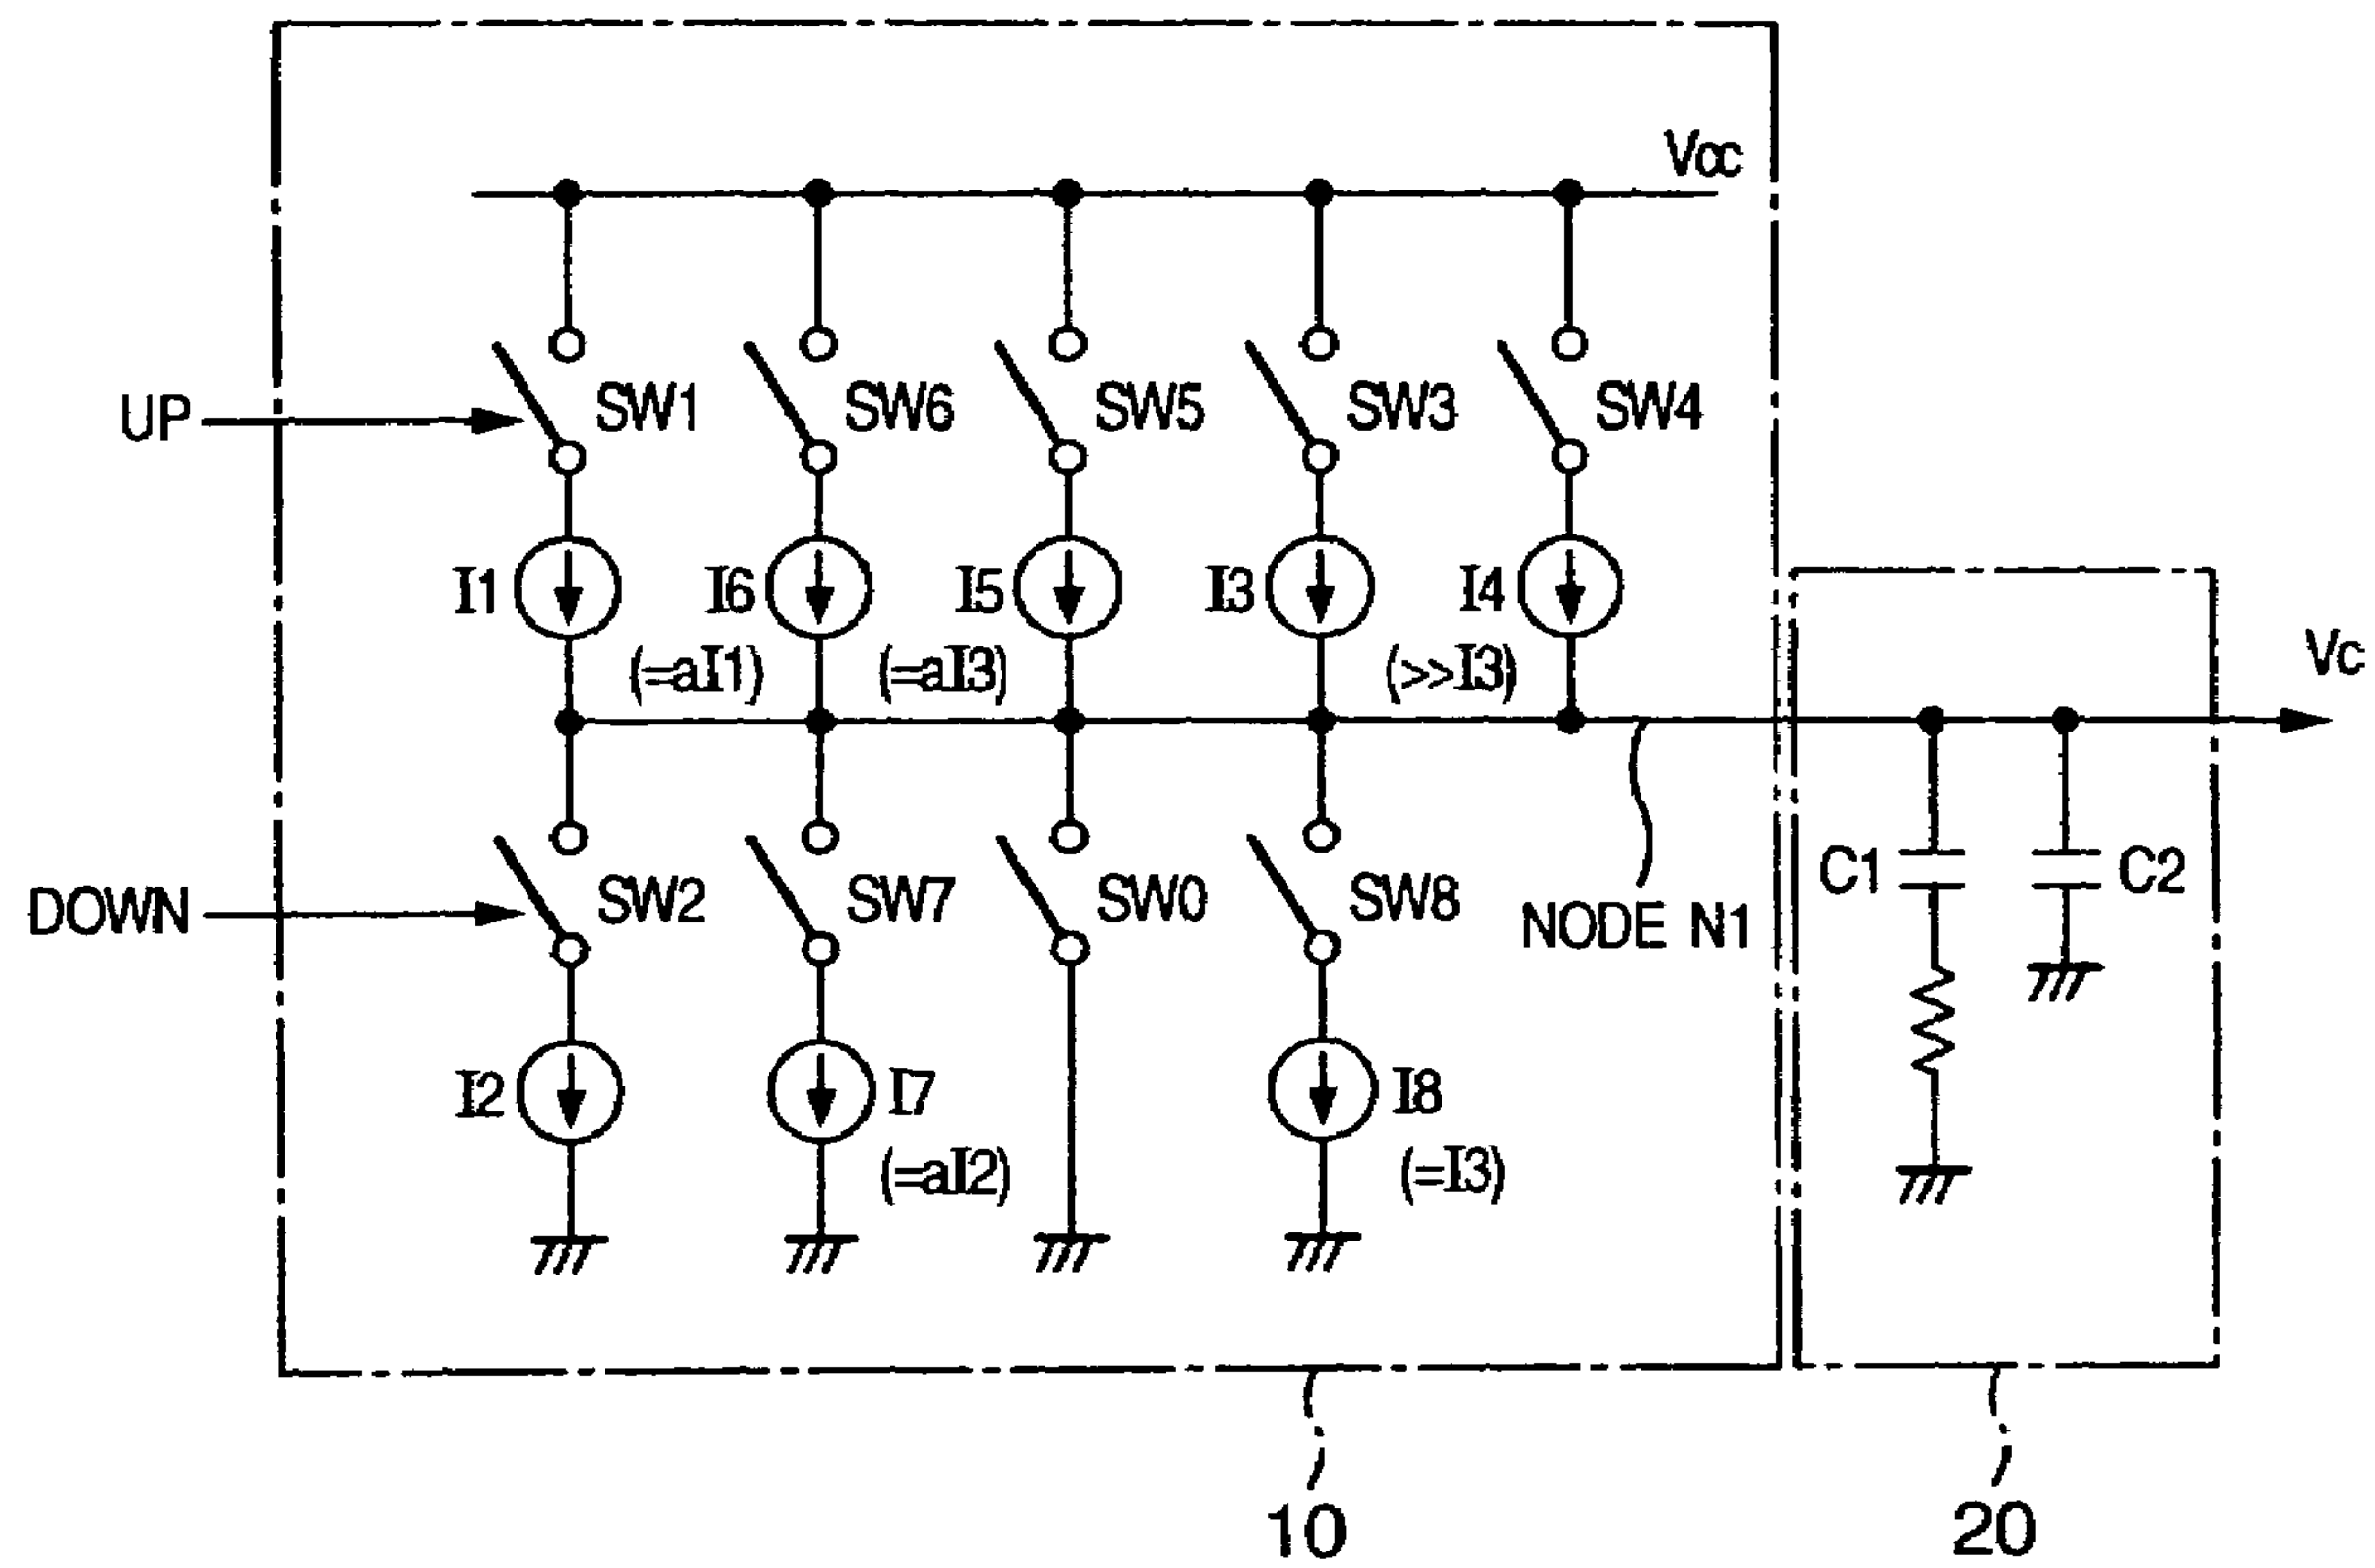 Vcc
UP
SW1
SW6
SW5
SW3
SW4
I1
I6
I5
I3
I4
(=aI1)
(=aI3)
(>>I3)
Vc
DOWN
SW2
SW7
SW0
SW8
NODE N1
C1
C2
I2
I7
(=aI2)
I8
(=I3)
10
20